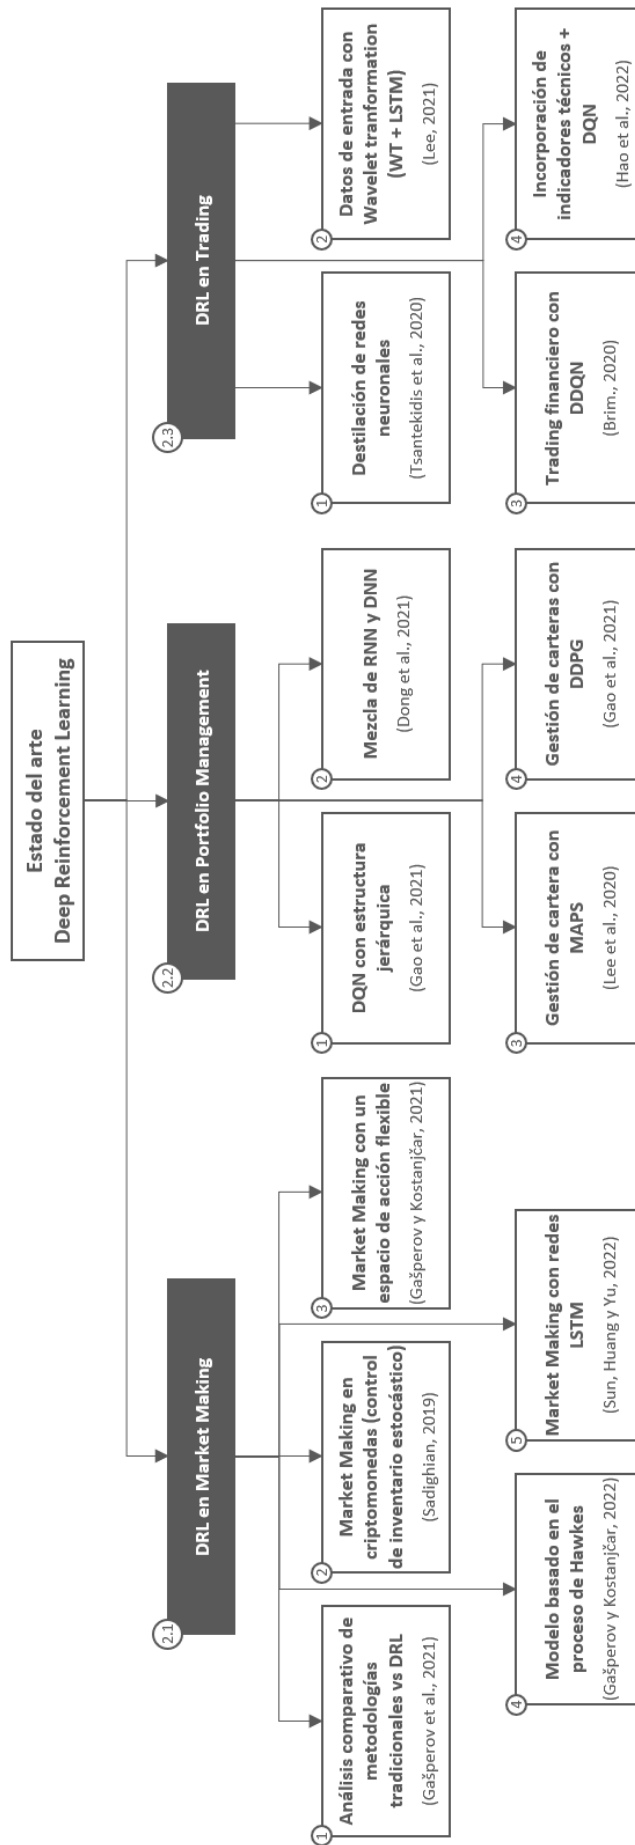 Estado del arte
Deep Reinforcement Learning
2.1
DRL en Market Making
1
Análisis comparativo de
metodologías
tradicionales vs DRL
(Gašperov et al., 2021)
2
Market Making en
criptomonedas (control
de inventario estocástico)
(Sadighian, 2019)
3
Market Making con un
espacio de acción flexible
(Gašperov y Kostanjčar, 2021)
4
Modelo basado en el
proceso de Hawkes
(Gašperov y Kostanjčar, 2022)
5
Market Making con redes
LSTM
(Sun, Huang y Yu, 2022)
2.2
DRL en Portfolio Management
1
DQN con estructura
jerárquica
(Gao et al., 2021)
2
Mezcla de RNN y DNN
(Dong et al., 2021)
3
Gestión de cartera con
MAPS
(Lee et al., 2020)
4
Gestión de carteras con
DDPG
(Gao et al., 2021)
2.3
DRL en Trading
1
Destilación de redes
neuronales
(Tsantekidis et al., 2020)
2
Datos de entrada con
Wavelet tranformation
(WT + LSTM)
(Lee, 2021)
3
Trading financiero con
DDQN
(Brim., 2020)
4
Incorporación de
indicadores técnicos +
DQN
(Hao et al., 2022)